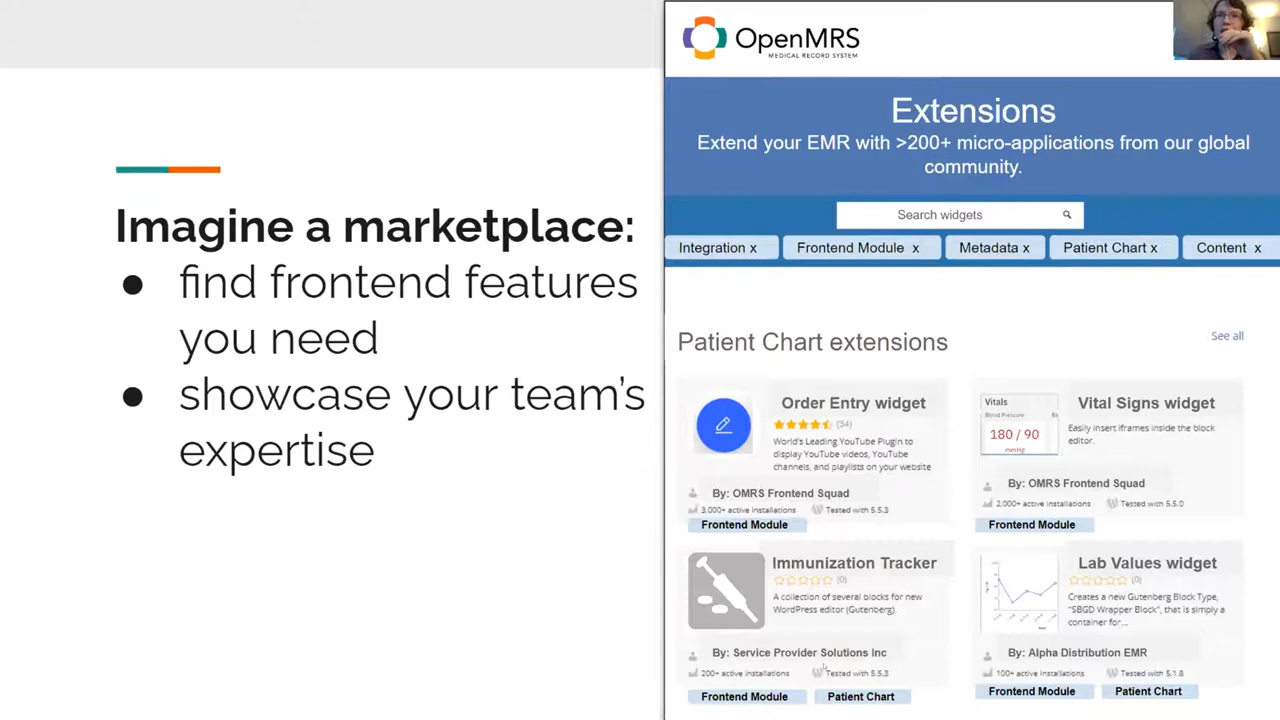 Imagine a marketplace:
● find frontend features
you need
● showcase your team's
expertise
OpenMRS
MEDICAL RECORD SYSTEM
Extensions
Extend your EMR with >200+ micro-applications from our global
community.
Search widgets
Integration x Frontend Module x Metadata x Patient Chart x Content x
Patient Chart extensions See all
Order Entry widget
(34)
World's Leading YouTube Plugin to
display YouTube videos, YouTube
channels, and playlists on your website
By: OMRS Frontend Squad
3,000+ active installations Tested with 5.5.3
Frontend Module
Vitals
Blood Pressure
180 / 90
mmHg
Vital Signs widget
Easily insert iframes inside the block
editor.
By: OMRS Frontend Squad
2,000+ active installations Tested with 5.5.0
Frontend Module
Immunization Tracker
(0)
A collection of several blocks for new
WordPress editor (Gutenberg).
By: Service Provider Solutions Inc
200+ active installations Tested with 5.5.3
Frontend Module Patient Chart
Lab Values widget
(0)
Creates a new Gutenberg Block Type,
"SBGD Wrapper Block", that is simply a
container for...
By: Alpha Distribution EMR
100+ active installations Tested with 5.1.8
Frontend Module Patient Chart